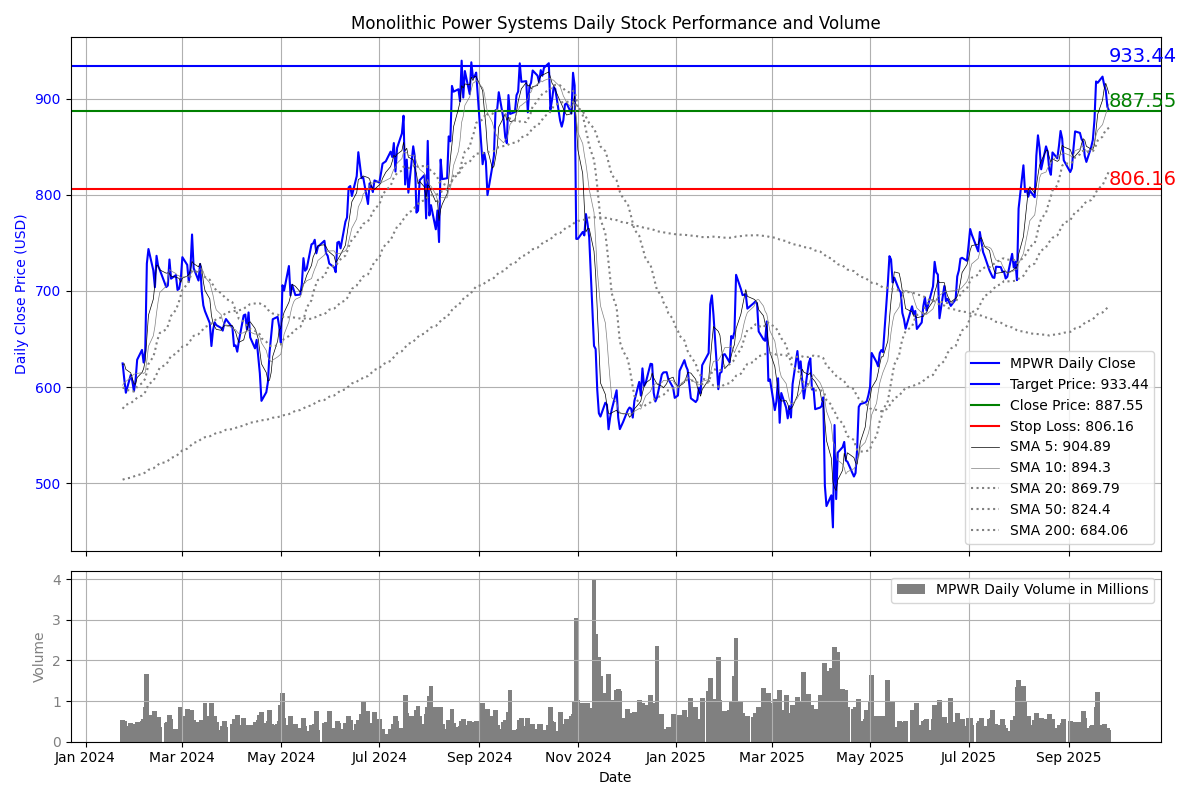 Monolithic Power Systems Daily Stock Performance and Volume
933.44
900
887.55
800
806.16
700
600
500
Daily Close Price (USD)
MPWR Daily Close
Target Price: 933.44
Close Price: 887.55
Stop Loss: 806.16
SMA 5: 904.89
SMA 10: 894.3
SMA 20: 869.79
SMA 50: 824.4
SMA 200: 684.06
4
3
2
1
0
Volume
MPWR Daily Volume in Millions
Jan 2024 Mar 2024 May 2024 Jul 2024 Sep 2024 Nov 2024 Jan 2025 Mar 2025 May 2025 Jul 2025 Sep 2025
Date